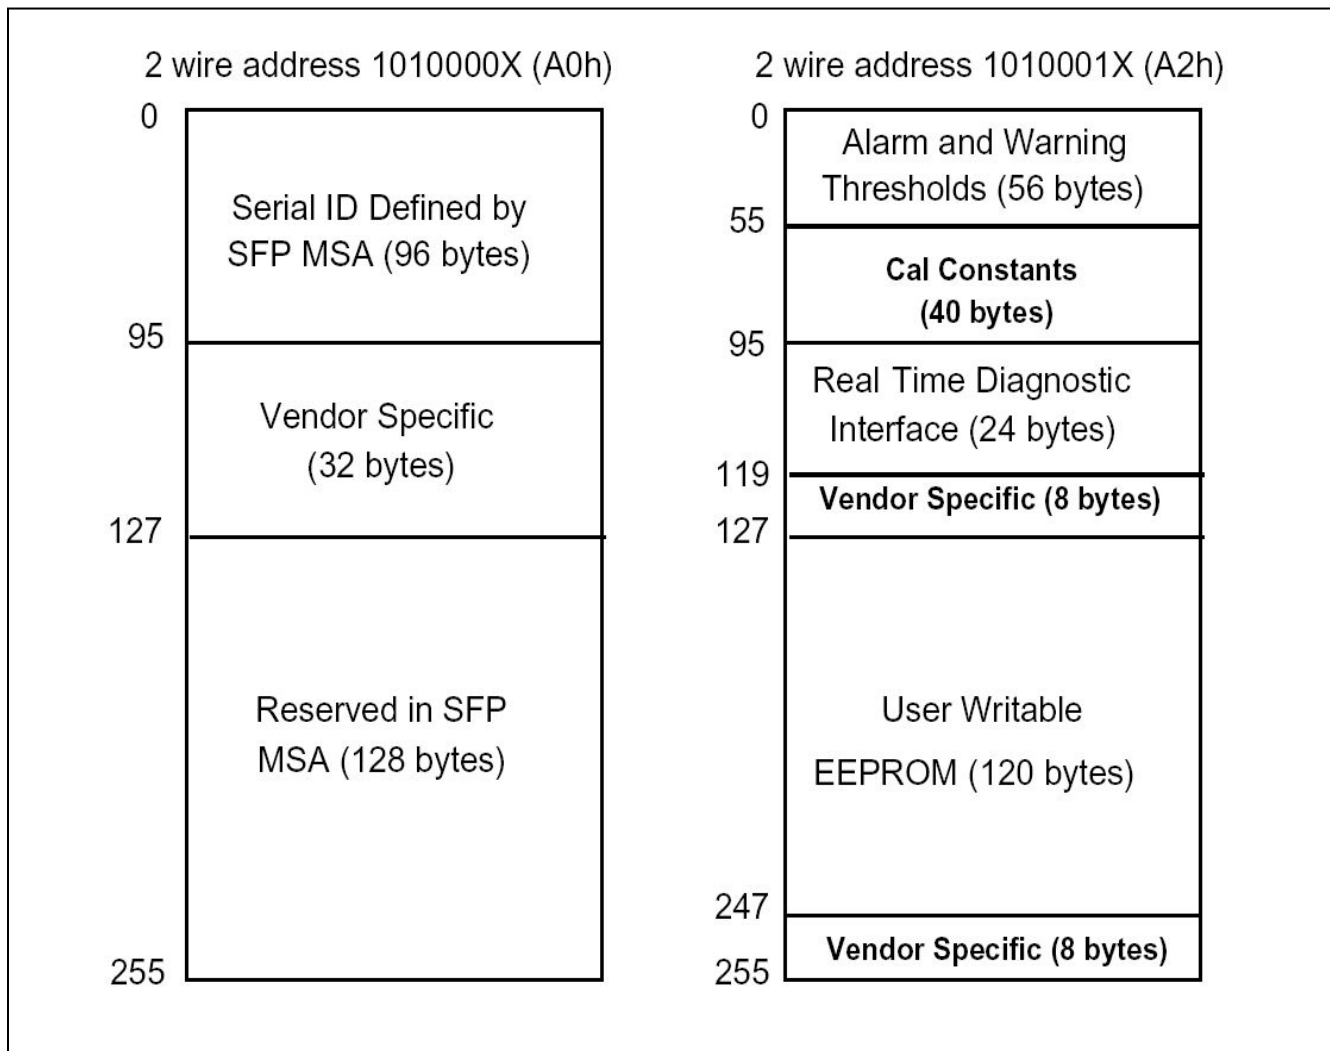 2 wire address 1010000X (A0h)
0
Serial ID Defined by
SFP MSA (96 bytes)
95
Vendor Specific
(32 bytes)
127
Reserved in SFP
MSA (128 bytes)
255
2 wire address 1010001X (A2h)
0
Alarm and Warning
Thresholds (56 bytes)
55
Cal Constants
(40 bytes)
95
Real Time Diagnostic
Interface (24 bytes)
119
Vendor Specific (8 bytes)
127
User Writable
EEPROM (120 bytes)
247
Vendor Specific (8 bytes)
255